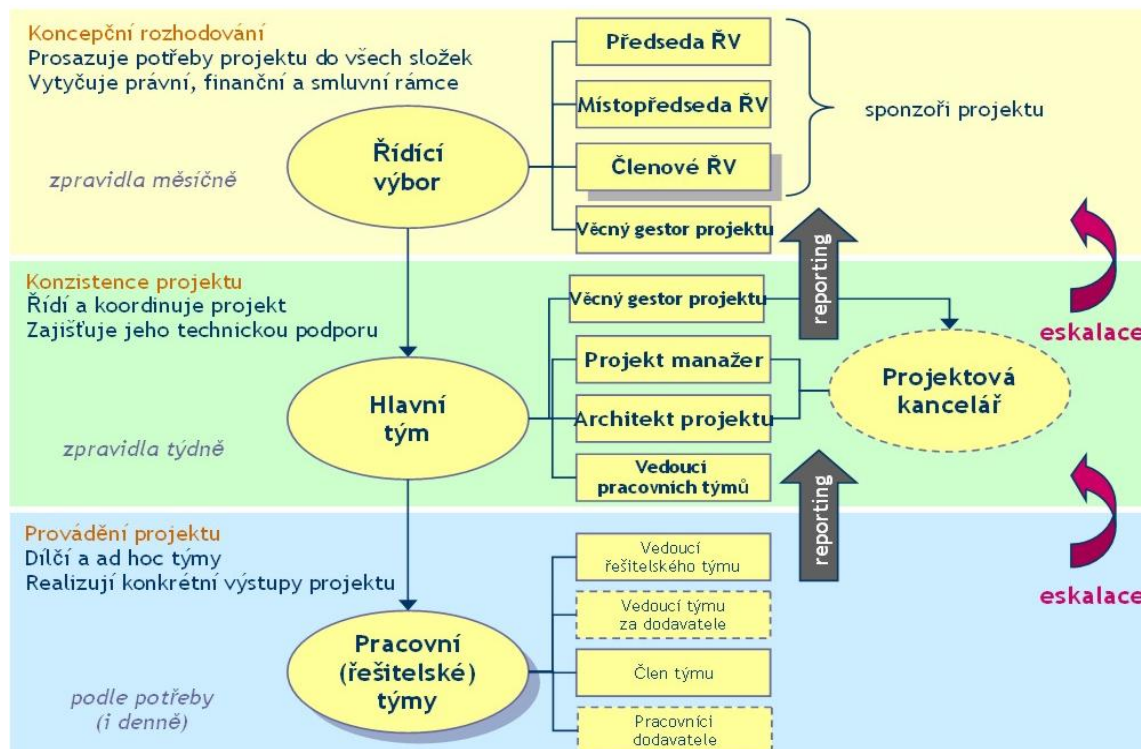 Koncepční rozhodování
Prosazuje potřeby projektu do všech složek
Vytyčuje právní, finanční a smluvní rámce
Řídící
výbor
zpravidla měsíčně
Předseda ŘV
Místopředseda ŘV
Členové ŘV
Věcný gestor projektu
sponzoři projektu
reporting
eskalace
Konzistence projektu
Řídí a koordinuje projekt
Zajišťuje jeho technickou podporu
Hlavní
tým
zpravidla týdně
Věcný gestor projektu
Projekt manažer
Architekt projektu
Vedoucí
pracovních týmů
Projektová
kancelář
reporting
eskalace
Provádění projektu
Dílčí a ad hoc týmy
Realizují konkrétní výstupy projektu
Pracovní
(řešitelské)
týmy
podle potřeby
(i denně)
Vedoucí
řešitelského týmu
Vedoucí týmu
za dodavatele
Člen týmu
Pracovníci
dodavatele